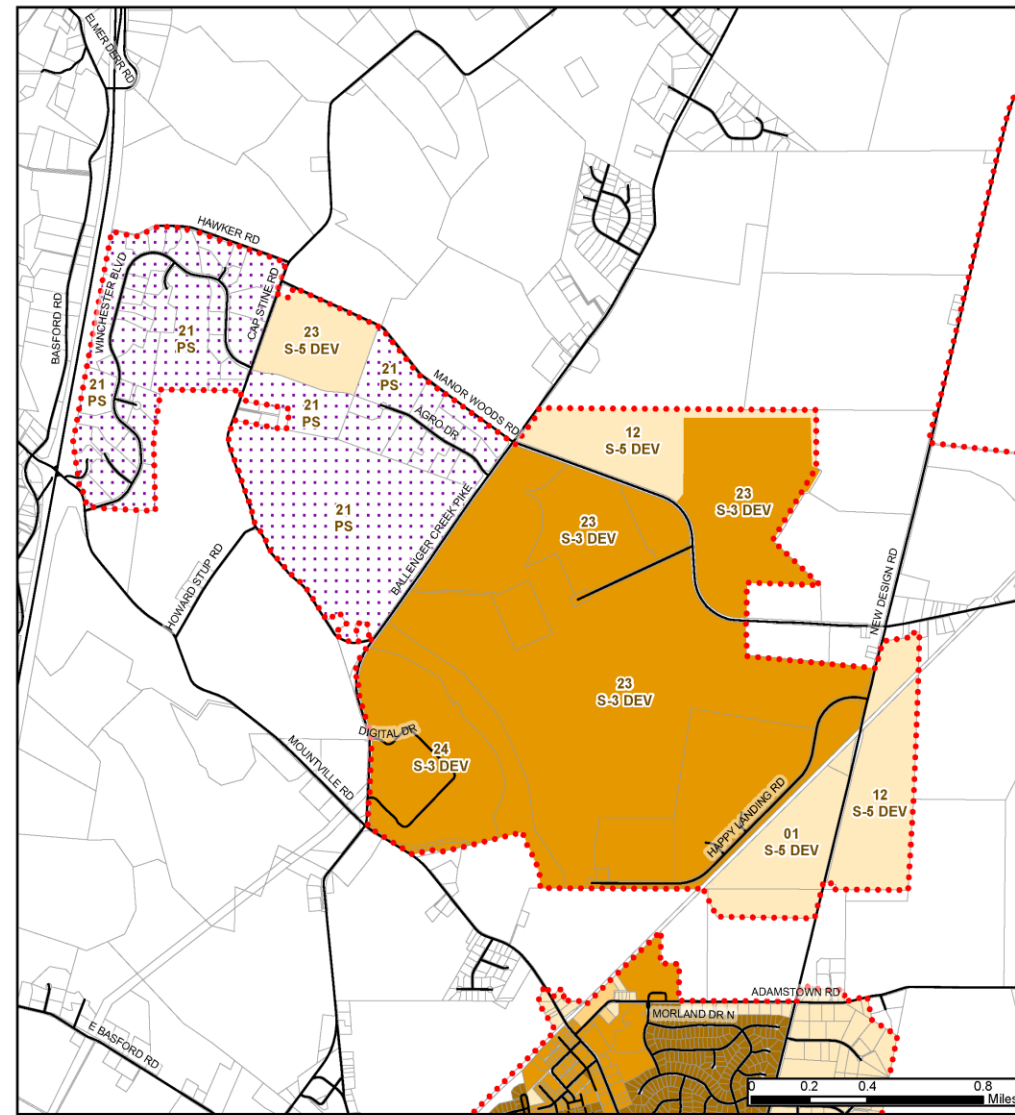 ELMER DERR RD
HAWKER RD
WINCHESTER BLVD
CAP STINE RD
BASFORD RD
21
PS
23
S-5 DEV
21
PS
21
PS
MANOR WOODS RD
21
PS
AGRO DR
12
S-5 DEV
23
S-3 DEV
21
PS
23
S-3 DEV
BALLENGER CREEK PIKE
HOWARD STUP RD
NEW DESIGN RD
23
S-3 DEV
DIGITAL DR
24
S-3 DEV
MOUNTVILLE RD
HAPPY LANDING RD
12
S-5 DEV
01
S-5 DEV
ADAMSTOWN RD
MORLAND DR N
E BASFORD RD
0 0.2 0.4 0.8
Miles